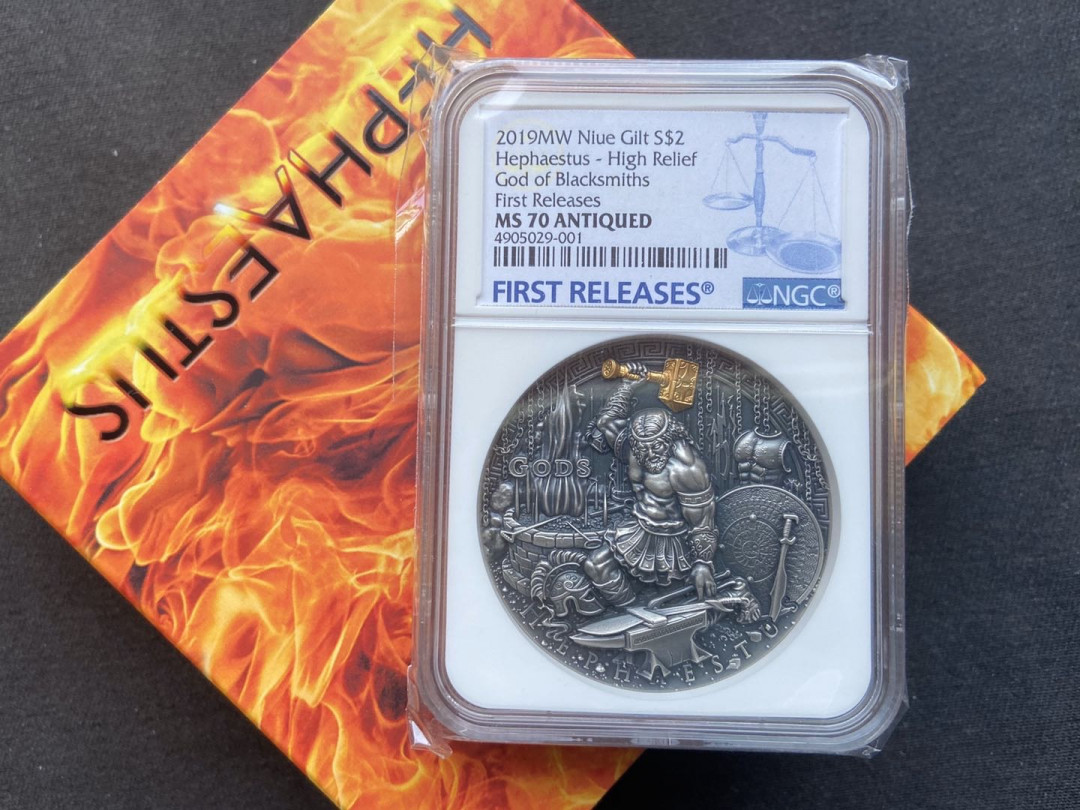 HEPHAESTUS
2019MW Niue Gilt S$2
Hephaestus - High Relief
God of Blacksmiths
First Releases
MS 70 ANTIQUED
4905029-001
FIRST RELEASES®
NGC®
GODS
HEPHAESTUS